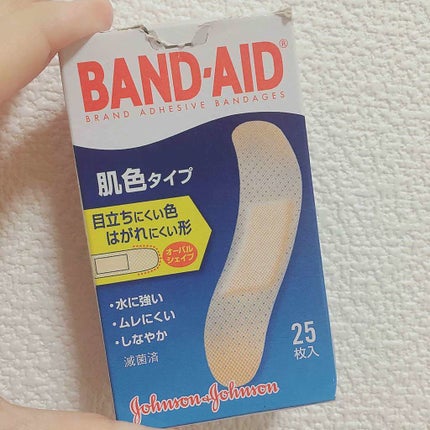 BAND-AID®
BRAND ADHESIVE BANDAGES
肌色タイプ
目立ちにくい色
はがれにくい形
オーバル
シェイプ
・水に強い
・ムレにくい
・しなやか
滅菌済
25
枚入
Johnson & Johnson